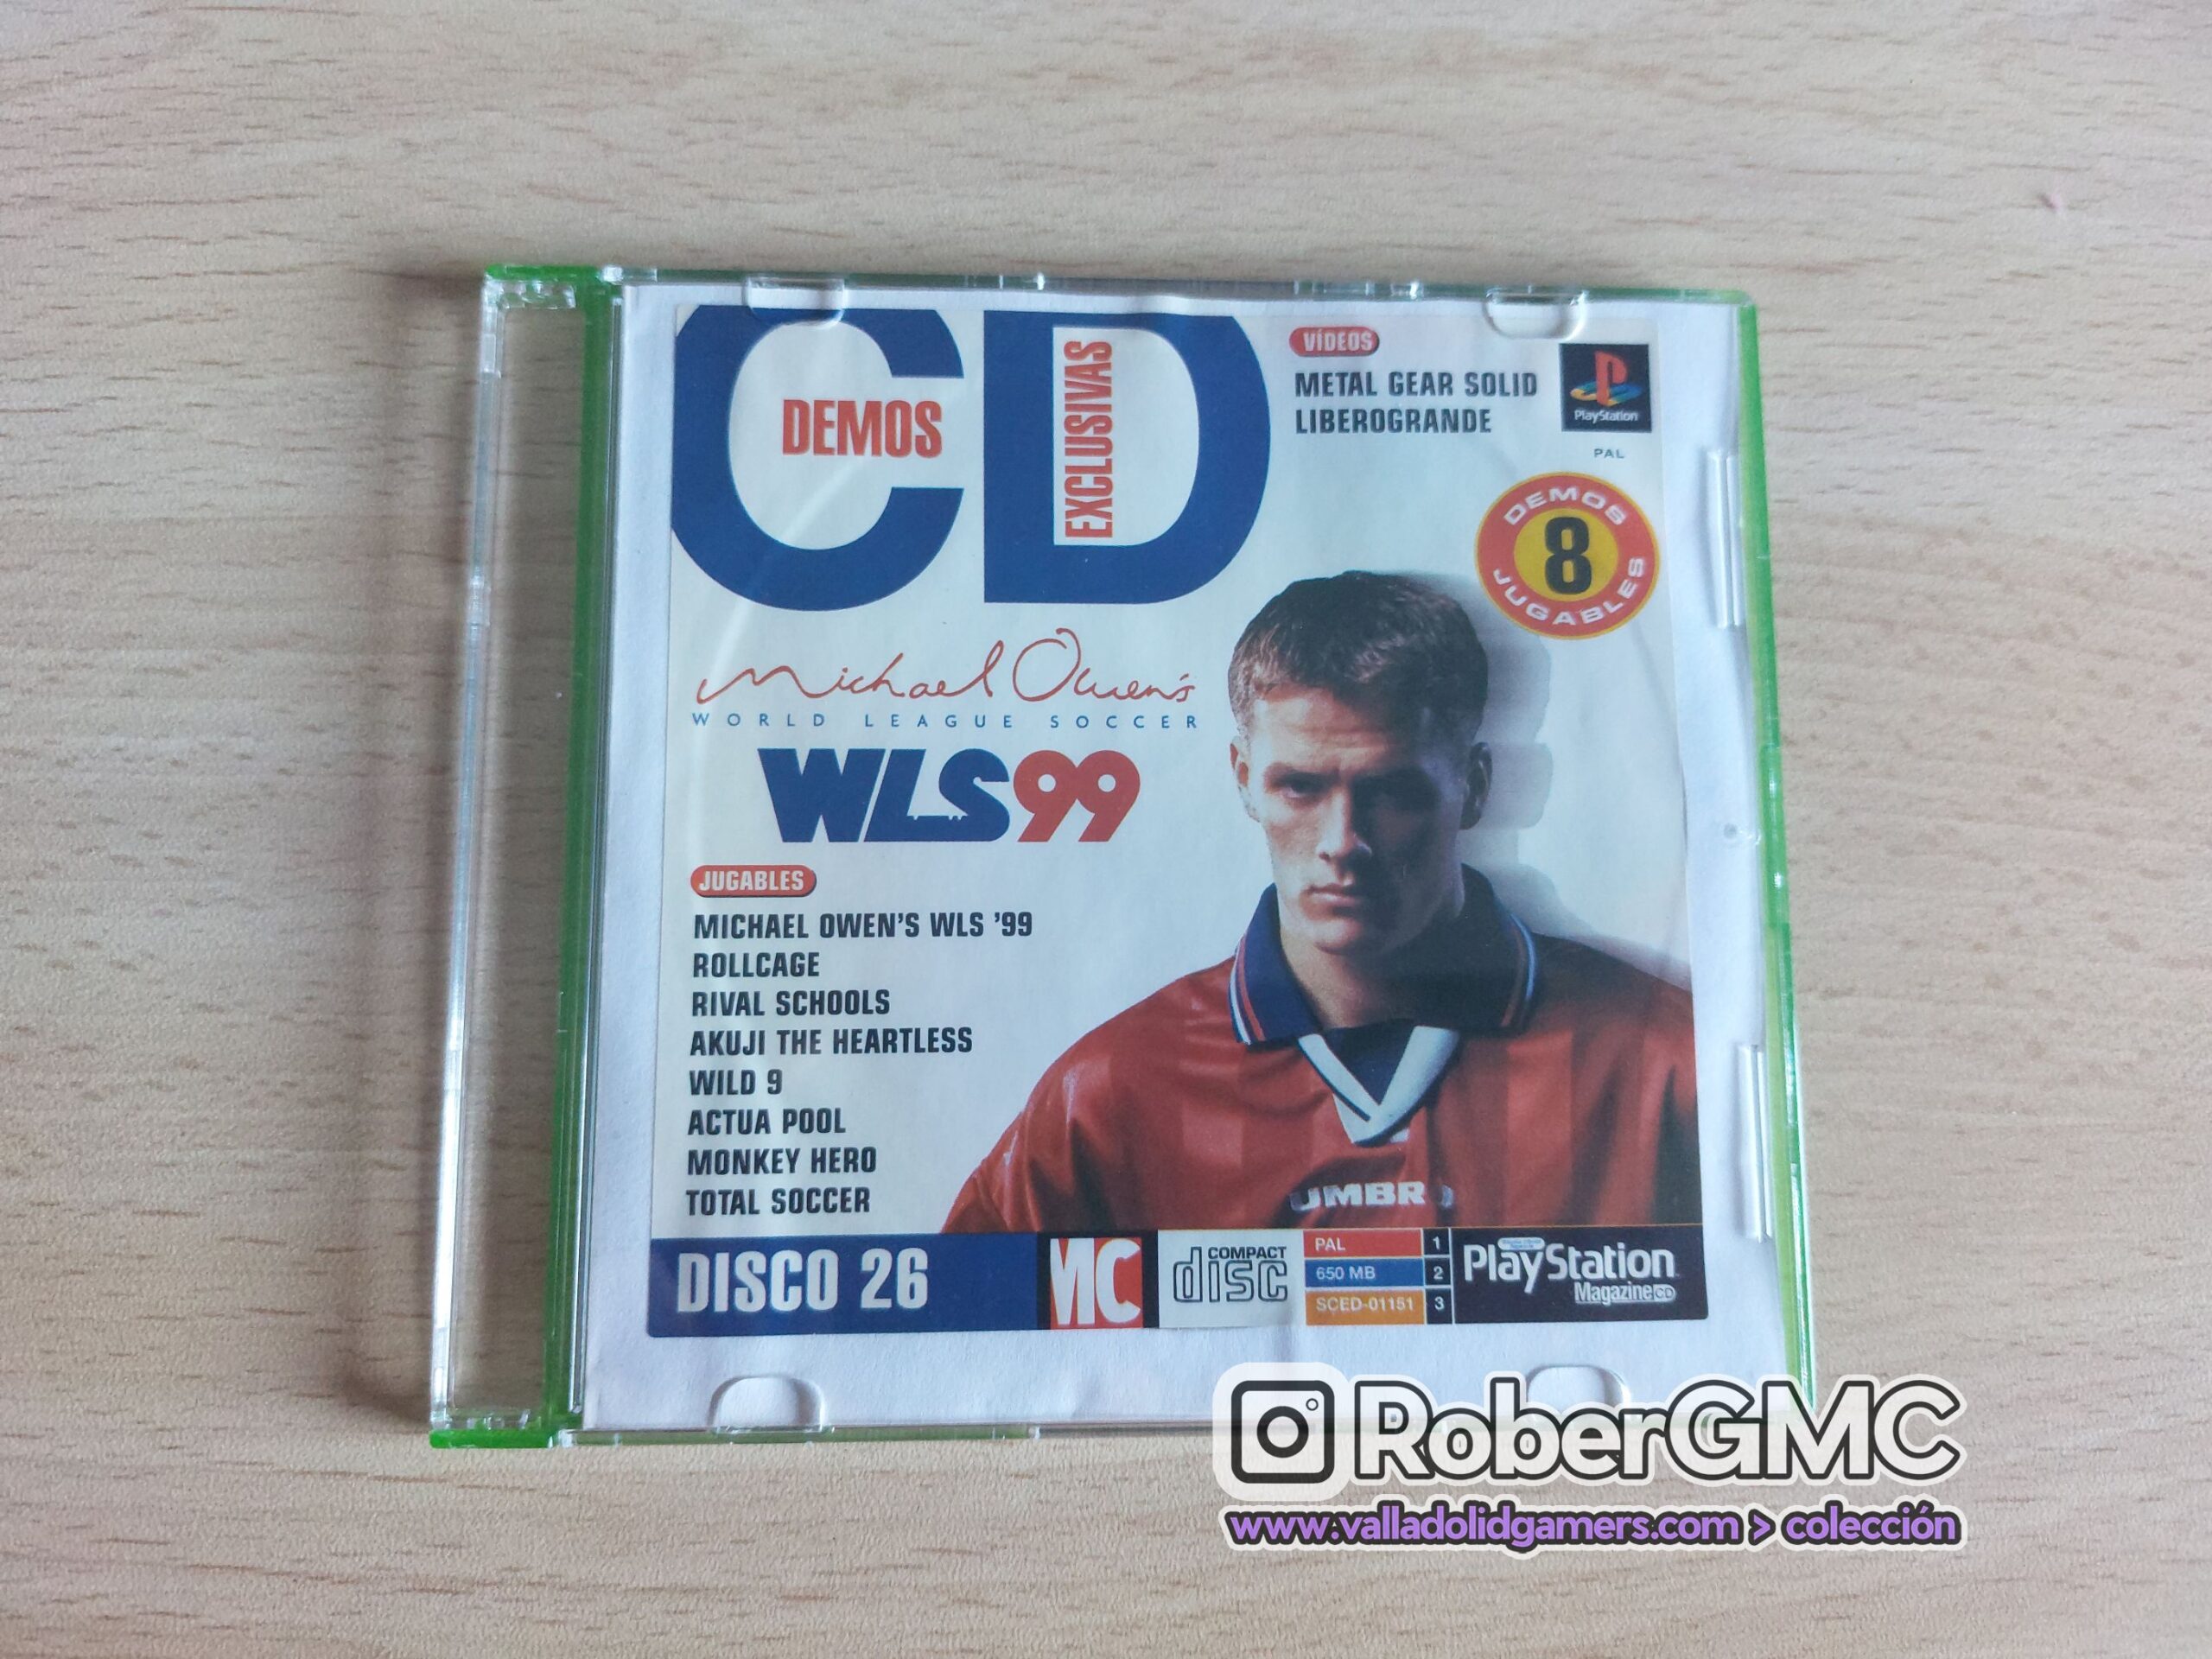 CD
DEMOS
EXCLUSIVAS
VÍDEOS
METAL GEAR SOLID
LIBEROGRANDE
PlayStation
PAL
DEMOS
8
JUGABLES
Michael Owen's
WORLD LEAGUE SOCCER
WLS99
JUGABLES
MICHAEL OWEN'S WLS '99
ROLLCAGE
RIVAL SCHOOLS
AKUJI THE HEARTLESS
WILD 9
ACTUA POOL
MONKEY HERO
TOTAL SOCCER
UMBRO
DISCO 26
MC
COMPACT
disc
PAL 1
650 MB 2
SCED-01151 3
PlayStation
Magazine CD
RoberGMC
www.valladolidgamers.com > colección